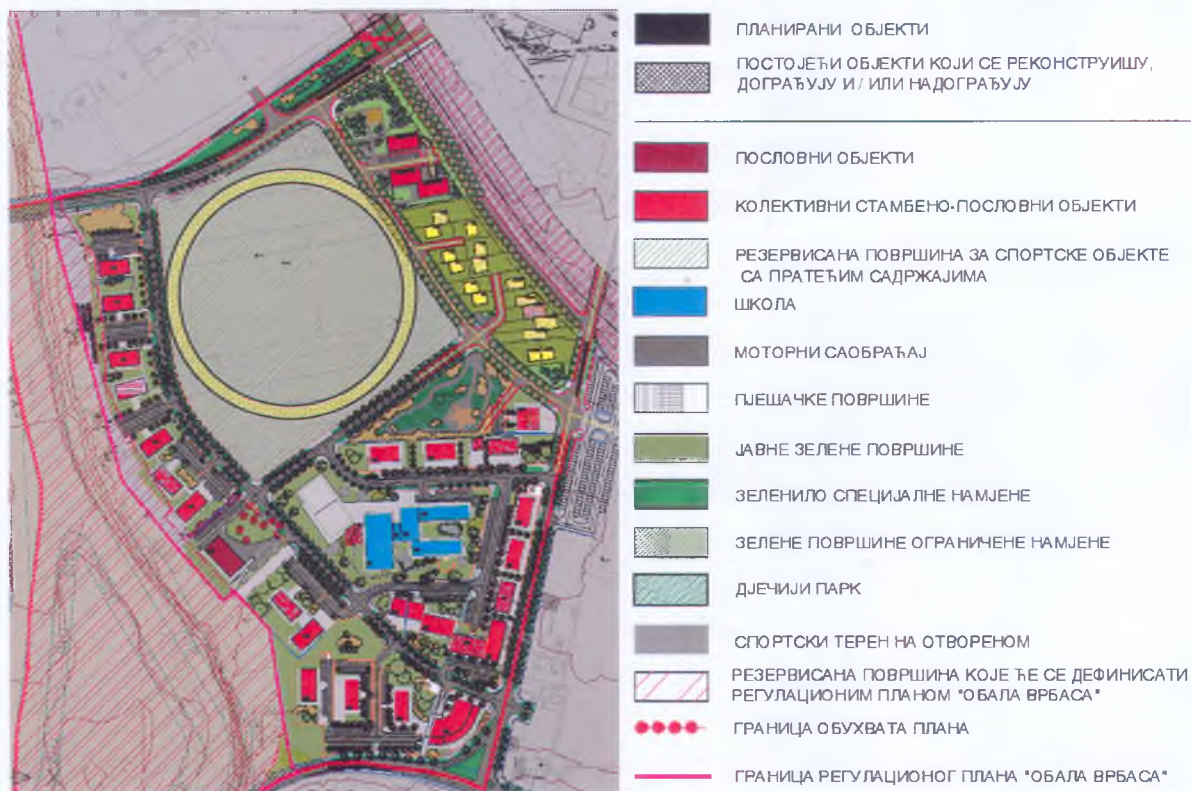 ПЛАНИРАНИ ОБЈЕКТИ
ПОСТОЈЕЋИ ОБЈЕКТИ КОЈИ СЕ РЕКОНСТРУИШУ,
ДОГРАЂУЈУ И / ИЛИ НАДОГРАЂУЈУ
ПОСЛОВНИ ОБЈЕКТИ
КОЛЕКТИВНИ СТАМБЕНО-ПОСЛОВНИ ОБЈЕКТИ
РЕЗЕРВИСАНА ПОВРШИНА ЗА СПОРТСКЕ ОБЈЕКТЕ
СА ПРАТЕЋИМ САДРЖАЈИМА
ШКОЛА
МОТОРНИ САОБРАЋАЈ
ПЈЕШАЧКЕ ПОВРШИНЕ
ЈАВНЕ ЗЕЛЕНЕ ПОВРШИНЕ
ЗЕЛЕНИЛО СПЕЦИЈАЛНЕ НАМЈЕНЕ
ЗЕЛЕНЕ ПОВРШИНЕ ОГРАНИЧЕНЕ НАМЈЕНЕ
ДЈЕЧИЈИ ПАРК
СПОРТСКИ ТЕРЕН НА ОТВОРЕНОМ
РЕЗЕРВИСАНА ПОВРШИНА КОЈЕ ЋЕ СЕ ДЕФИНИСАТИ
РЕГУЛАЦИОНИМ ПЛАНОМ "ОБАЛА ВРБАСА"
ГРАНИЦА ОБУХВАТА ПЛАНА
ГРАНИЦА РЕГУЛАЦИОНОГ ПЛАНА "ОБАЛА ВРБАСА"